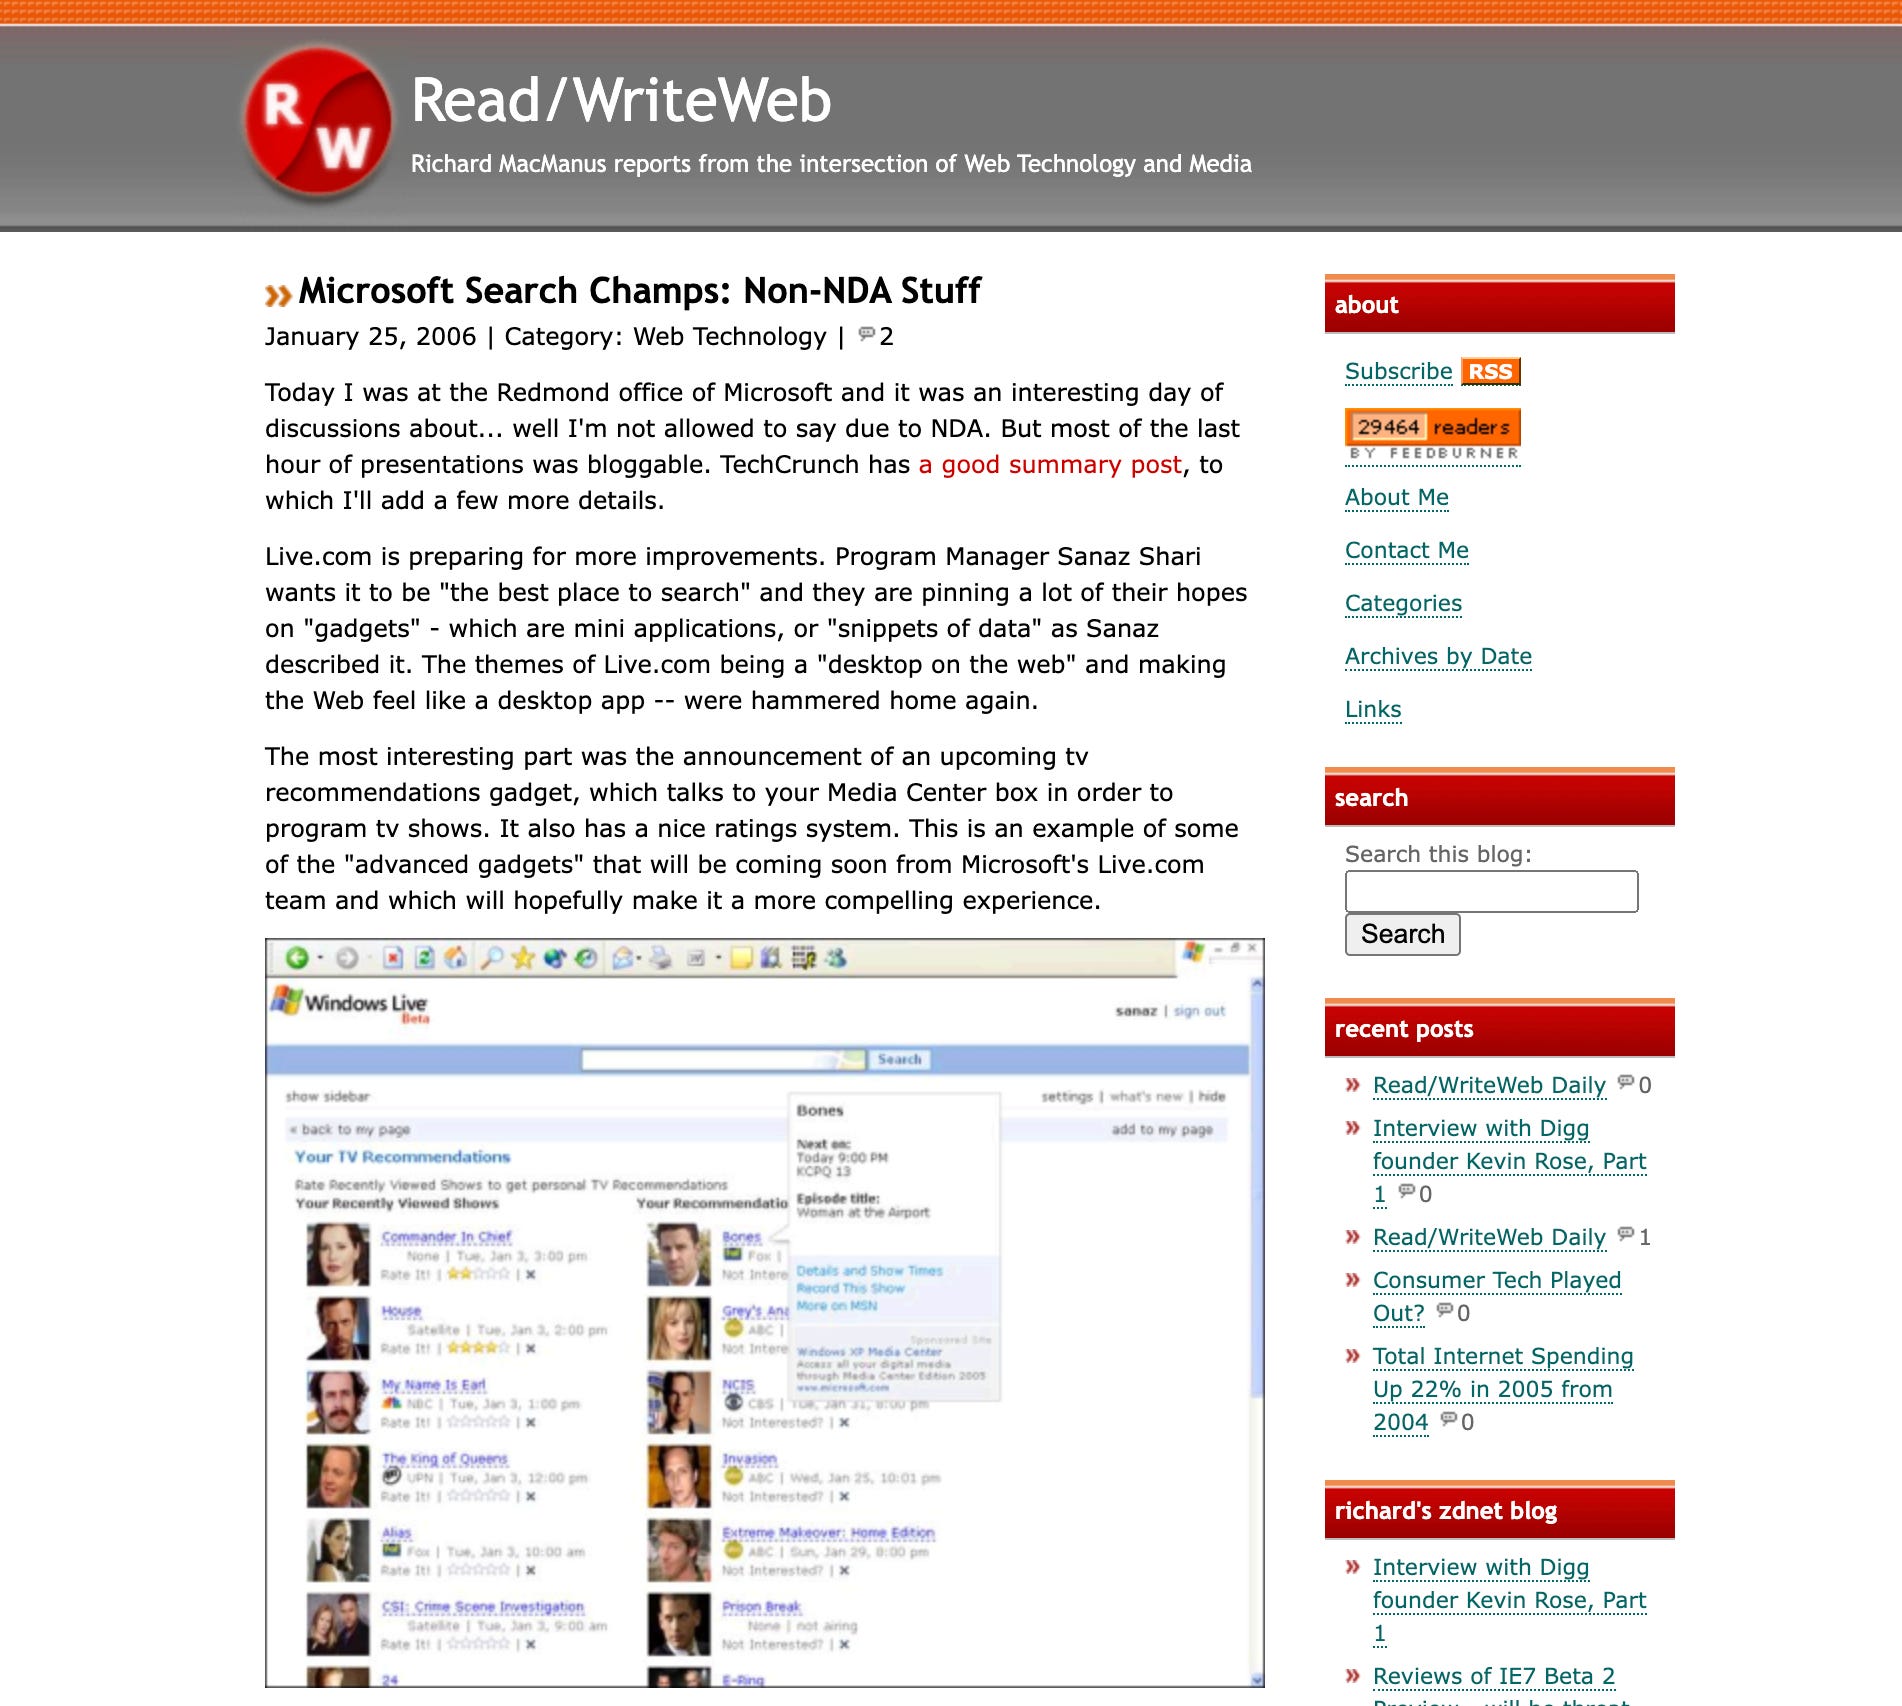 R
W
Read/WriteWeb
Richard MacManus reports from the intersection of Web Technology and Media
Microsoft Search Champs: Non-NDA Stuff
January 25, 2006 | Category: Web Technology | 2
Today I was at the Redmond office of Microsoft and it was an interesting day of
discussions about... well I'm not allowed to say due to NDA. But most of the last
hour of presentations was bloggable. TechCrunch has a good summary post, to
which I'll add a few more details.
Live.com is preparing for more improvements. Program Manager Sanaz Shari
wants it to be "the best place to search" and they are pinning a lot of their hopes
on "gadgets" - which are mini applications, or "snippets of data" as Sanaz
described it. The themes of Live.com being a "desktop on the web" and making
the Web feel like a desktop app -- were hammered home again.
The most interesting part was the announcement of an upcoming tv
recommendations gadget, which talks to your Media Center box in order to
program tv shows. It also has a nice ratings system. This is an example of some
of the "advanced gadgets" that will be coming soon from Microsoft's Live.com
team and which will hopefully make it a more compelling experience.
Windows Live
Beta
sanaz | sign out
Search
show sidebar
settings | what's new | hide
« back to my page
add to my page
Your TV Recommendations
Rate Recently Viewed Shows to get personal TV Recommendations
Your Recently Viewed Shows
Commander In Chief
None | Tue, Jan 3, 3:00 pm
Rate It! | | x
House
Satellite | Tue, Jan 3, 2:00 pm
Rate It! | | x
My Name Is Earl
NBC | Tue, Jan 3, 1:00 pm
Rate It! | | x
The King of Queens
UPN | Tue, Jan 3, 12:00 pm
Rate It! | | x
Alias
Fox | Tue, Jan 3, 10:00 am
Rate It! | | x
CSI: Crime Scene Investigation
Satellite | Tue, Jan 3, 9:00 am
Rate It! | | x
24
Your Recommendatio
Bones
Fox |
Not Intere
Grey's Ana
ABC |
Not Intere
NCIS
CBS | Tue, Jan 31, 8:00 pm
Not Interested? | x
Invasion
ABC | Wed, Jan 25, 10:01 pm
Not Interested? | x
Extreme Makeover: Home Edition
ABC | Sun, Jan 29, 8:00 pm
Not Interested? | x
Prison Break
None | not airing
Not Interested? | x
E-Ring
Bones
Next on:
Today 9:00 PM
KCPQ 13
Episode title:
Woman at the Airport
Details and Show Times
Record This Show
More on MSN
Sponsored Site
Windows XP Media Center
Access all your digital media
through Media Center Edition 2005
www.microsoft.com
about
Subscribe RSS
29464 readers
BY FEEDBURNER
About Me
Contact Me
Categories
Archives by Date
Links
search
Search this blog:
Search
recent posts
» Read/WriteWeb Daily 0
» Interview with Digg
founder Kevin Rose, Part
1 0
» Read/WriteWeb Daily 1
» Consumer Tech Played
Out? 0
» Total Internet Spending
Up 22% in 2005 from
2004 0
richard's zdnet blog
» Interview with Digg
founder Kevin Rose, Part
1
» Reviews of IE7 Beta 2